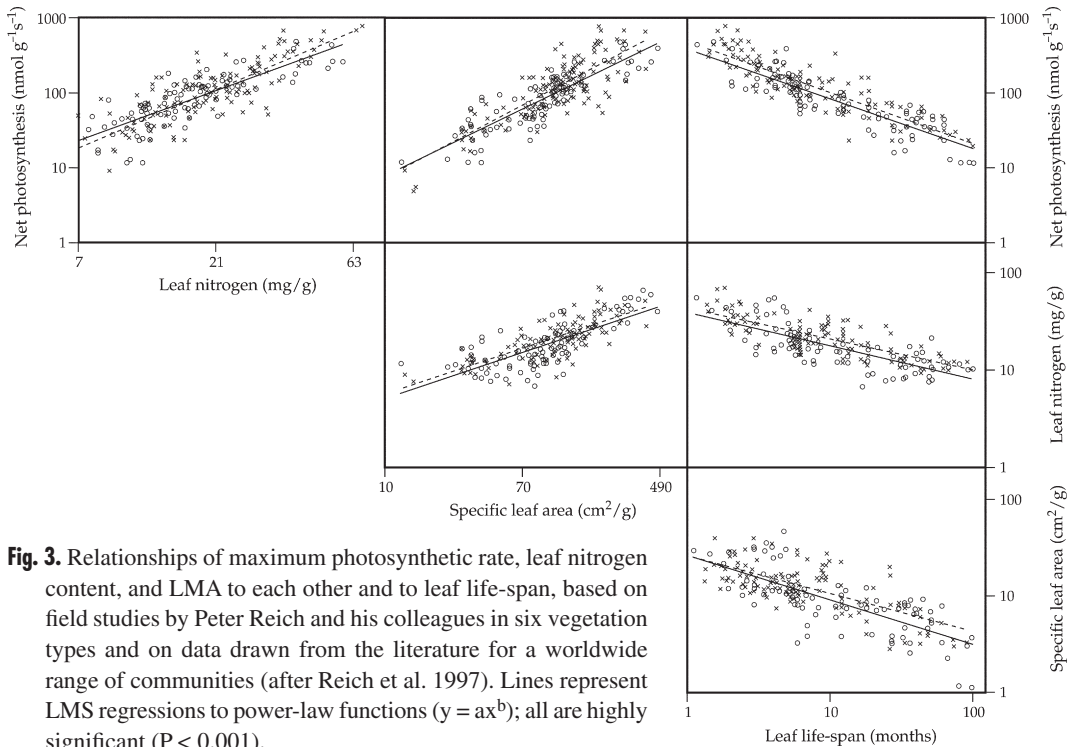 Net photosynthesis (nmol g⁻¹s⁻¹)
1000
100
10
1
7
21
63
Leaf nitrogen (mg/g)
1000
100
10
1
Net photosynthesis (nmol g⁻¹s⁻¹)
100
10
1
Leaf nitrogen (mg/g)
10
70
490
Specific leaf area (cm²/g)
100
10
1
Specific leaf area (cm²/g)
1
10
100
Leaf life-span (months)
Fig. 3. Relationships of maximum photosynthetic rate, leaf nitrogen
content, and LMA to each other and to leaf life-span, based on
field studies by Peter Reich and his colleagues in six vegetation
types and on data drawn from the literature for a worldwide
range of communities (after Reich et al. 1997). Lines represent
LMS regressions to power-law functions (y = axᵇ); all are highly
significant (P < 0.001).